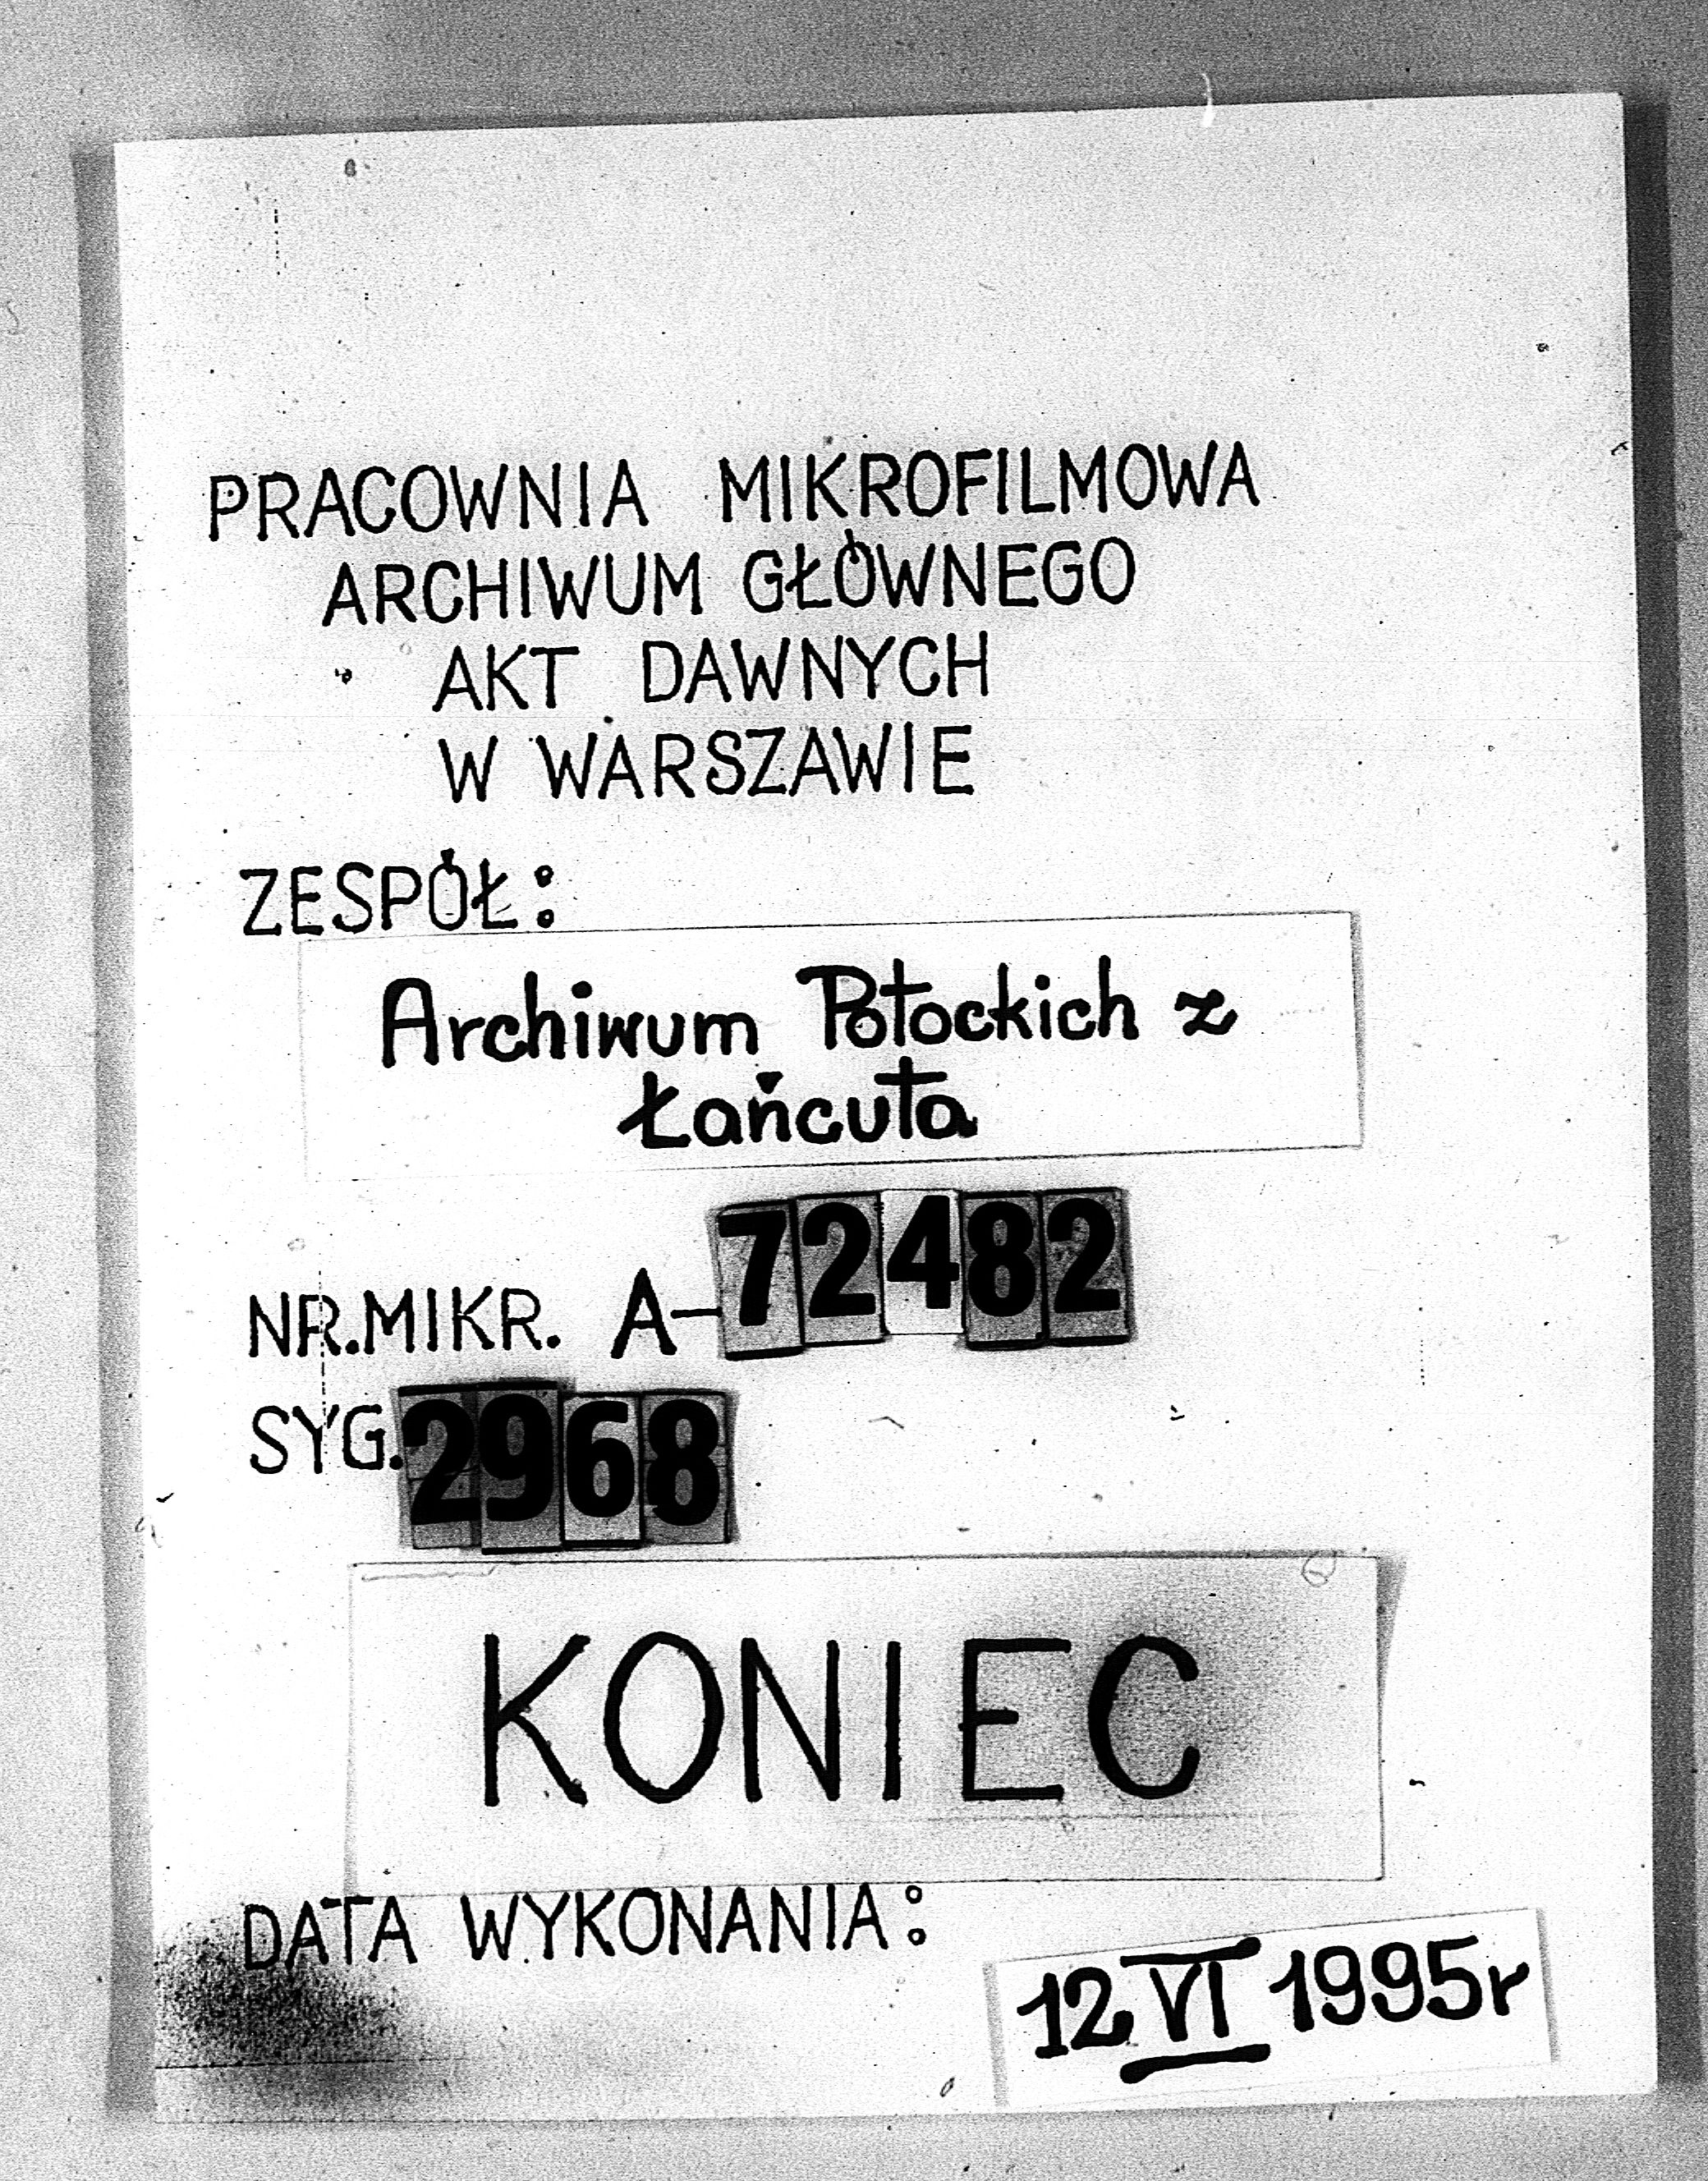 PRACOWNIA MIKROFILMOWA
ARCHIWUM GŁÓWNEGO
AKT DAWNYCH
W WARSZAWIE
ZESPÓŁ:
Archiwum Potockich z
Łańcuta
NR.MIKR. A-72482
SYG. 2968
KONIEC
DATA WYKONANIA:
12 VI 1995r